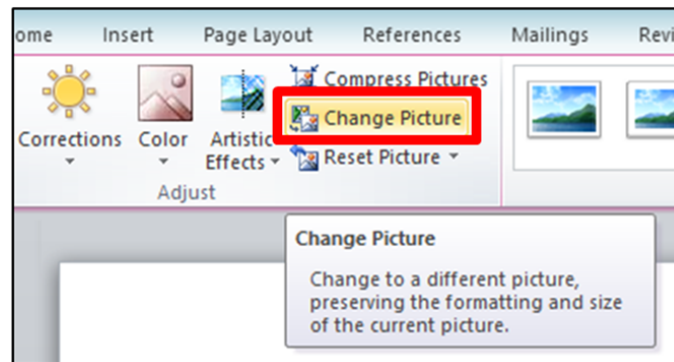 ome Insert Page Layout References Mailings Revi
Compress Pictures
Change Picture
Corrections Color Artistic
Effects Reset Picture
Adjust
Change Picture
Change to a different picture,
preserving the formatting and size
of the current picture.